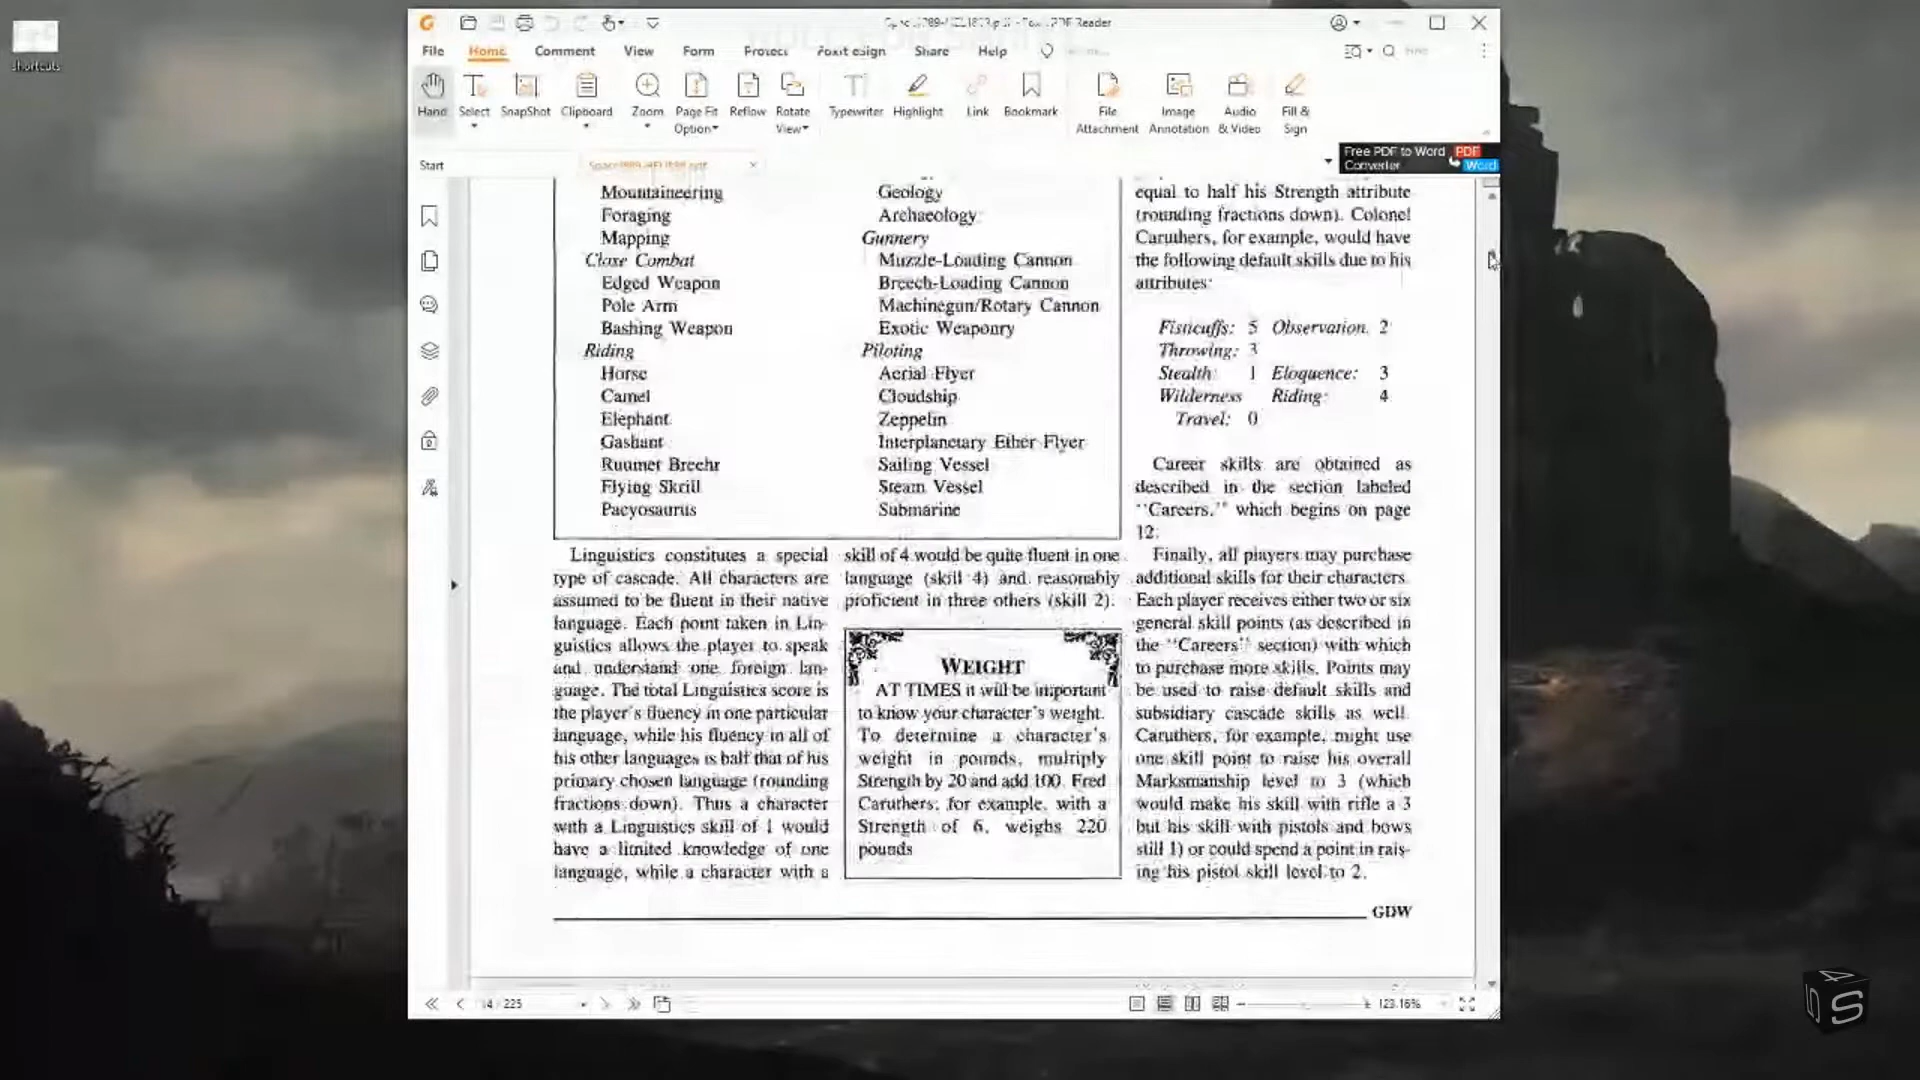 shortcuts
PDF Reader
File Home Comment View Form Protect Foxit eSign Share Help
Hand Select SnapShot Clipboard Zoom Page Fit Option Reflow Rotate View Typewriter Highlight Link Bookmark File Attachment Image Annotation Audio & Video Fill & Sign
Start
Free PDF to Word Converter
PDF
Word
Mountaineering
Foraging
Mapping
Close Combat
Edged Weapon
Pole Arm
Bashing Weapon
Riding
Horse
Camel
Elephant
Gashant
Ruumet Breehr
Flying Skrill
Pacyosaurus
Geology
Archaeology
Gunnery
Muzzle-Loading Cannon
Breech-Loading Cannon
Machinegun/Rotary Cannon
Exotic Weaponry
Piloting
Aerial Flyer
Cloudship
Zeppelin
Interplanetary Ether Flyer
Sailing Vessel
Steam Vessel
Submarine
Linguistics constitutes a special
type of cascade. All characters are
assumed to be fluent in their native
language. Each point taken in Lin-
guistics allows the player to speak
and understand one foreign lan-
guage. The total Linguistics score is
the player's fluency in one particular
language, while his fluency in all of
his other languages is half that of his
primary chosen language (rounding
fractions down). Thus a character
with a Linguistics skill of 1 would
have a limited knowledge of one
language, while a character with a
skill of 4 would be quite fluent in one
language (skill 4) and reasonably
proficient in three others (skill 2).
WEIGHT
AT TIMES it will be important
to know your character's weight.
To determine a character's
weight in pounds, multiply
Strength by 20 and add 100. Fred
Caruthers, for example, with a
Strength of 6, weighs 220
pounds
equal to half his Strength attribute
(rounding fractions down). Colonel
Caruthers, for example, would have
the following default skills due to his
attributes:
Fisticuffs: 5 Observation. 2
Throwing: 3
Stealth: 1 Eloquence: 3
Wilderness Riding: 4
Travel: 0
Career skills are obtained as
described in the section labeled
"Careers," which begins on page
12.
Finally, all players may purchase
additional skills for their characters.
Each player receives either two or six
general skill points (as described in
the "Careers" section) with which
to purchase more skills. Points may
be used to raise default skills and
subsidiary cascade skills as well.
Caruthers, for example, might use
one skill point to raise his overall
Marksmanship level to 3 (which
would make his skill with rifle a 3
but his skill with pistols and bows
still 1) or could spend a point in rais-
ing his pistol skill level to 2.
GDW
/ 225
123.16%